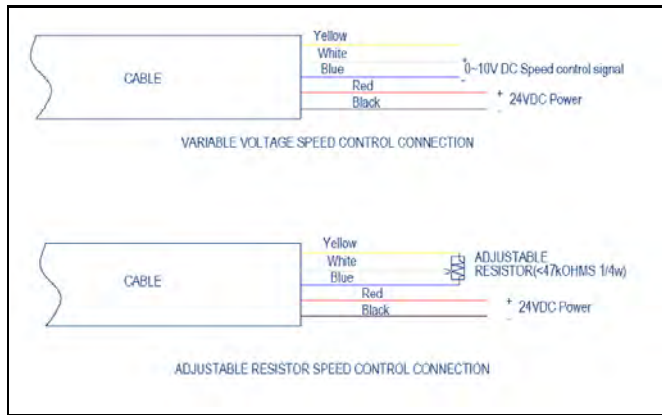 Yellow
White
Blue
Red
Black
CABLE
+
-
0~10V DC Speed control signal
+
-
24VDC Power
VARIABLE VOLTAGE SPEED CONTROL CONNECTION
Yellow
White
Blue
Red
Black
CABLE
ADJUSTABLE
RESISTOR(<47kOHMS 1/4w)
+
-
24VDC Power
ADJUSTABLE RESISTOR SPEED CONTROL CONNECTION